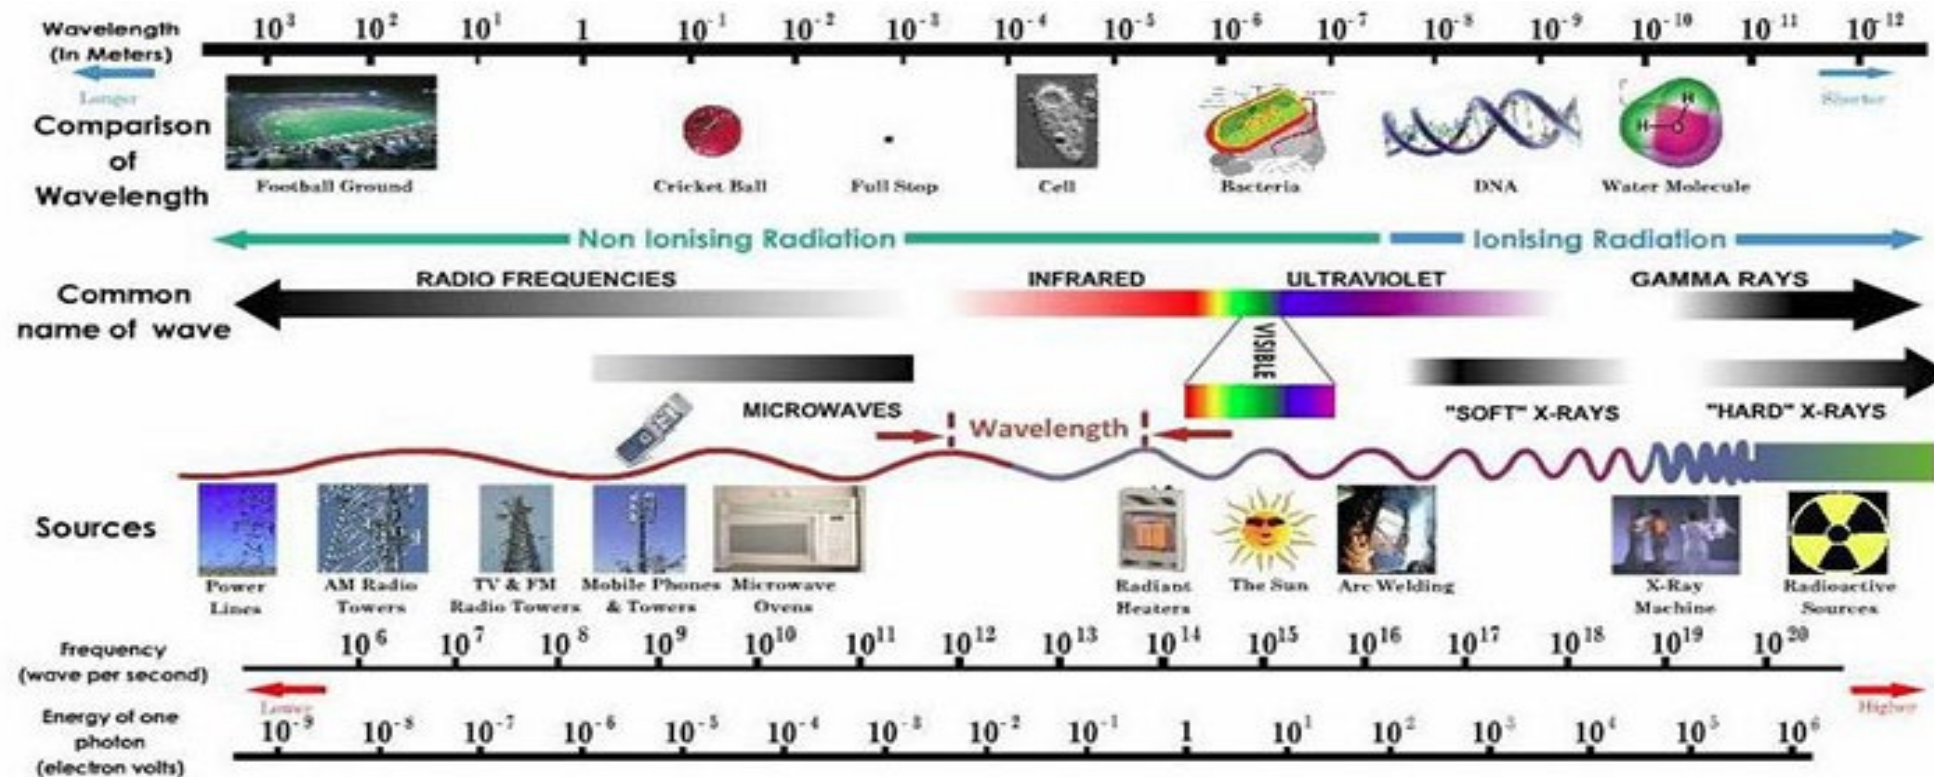 Wavelength
(In Meters)
10³ 10² 10¹ 1 10⁻¹ 10⁻² 10⁻³ 10⁻⁴ 10⁻⁵ 10⁻⁶ 10⁻⁷ 10⁻⁸ 10⁻⁹ 10⁻¹⁰ 10⁻¹¹ 10⁻¹²
Longer
Shorter
Comparison
of
Wavelength
Football Ground
Cricket Ball
Full Stop
Cell
Bacteria
DNA
H
H
O
Water Molecule
Non Ionising Radiation
Ionising Radiation
Common
name of wave
RADIO FREQUENCIES
INFRARED
ULTRAVIOLET
GAMMA RAYS
VISIBLE
MICROWAVES
"SOFT" X-RAYS
"HARD" X-RAYS
Wavelength
Sources
Power
Lines
AM Radio
Towers
TV & FM
Radio Towers
Mobile Phones
& Towers
Microwave
Ovens
Radiant
Heaters
The Sun
Arc Welding
X-Ray
Machine
Radioactive
Sources
Frequency
(wave per second)
10⁶ 10⁷ 10⁸ 10⁹ 10¹⁰ 10¹¹ 10¹² 10¹³ 10¹⁴ 10¹⁵ 10¹⁶ 10¹⁷ 10¹⁸ 10¹⁹ 10²⁰
Lower
Higher
Energy of one
photon
(electron volts)
10⁻⁹ 10⁻⁸ 10⁻⁷ 10⁻⁶ 10⁻⁵ 10⁻⁴ 10⁻³ 10⁻² 10⁻¹ 1 10¹ 10² 10³ 10⁴ 10⁵ 10⁶